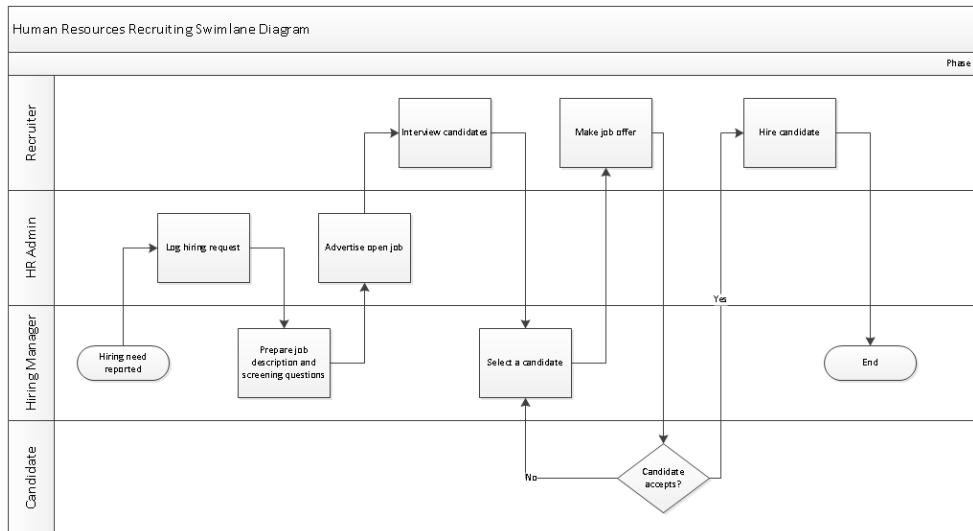 Human Resources Recruiting Swimlane Diagram
Phase
Recruiter
Interview candidates
Make job offer
Hire candidate
HR Admin
Log hiring request
Advertise open job
Yes
Hiring Manager
Hiring need
reported
Prepare job
description and
screening questions
Select a candidate
End
Candidate
No
Candidate
accepts?